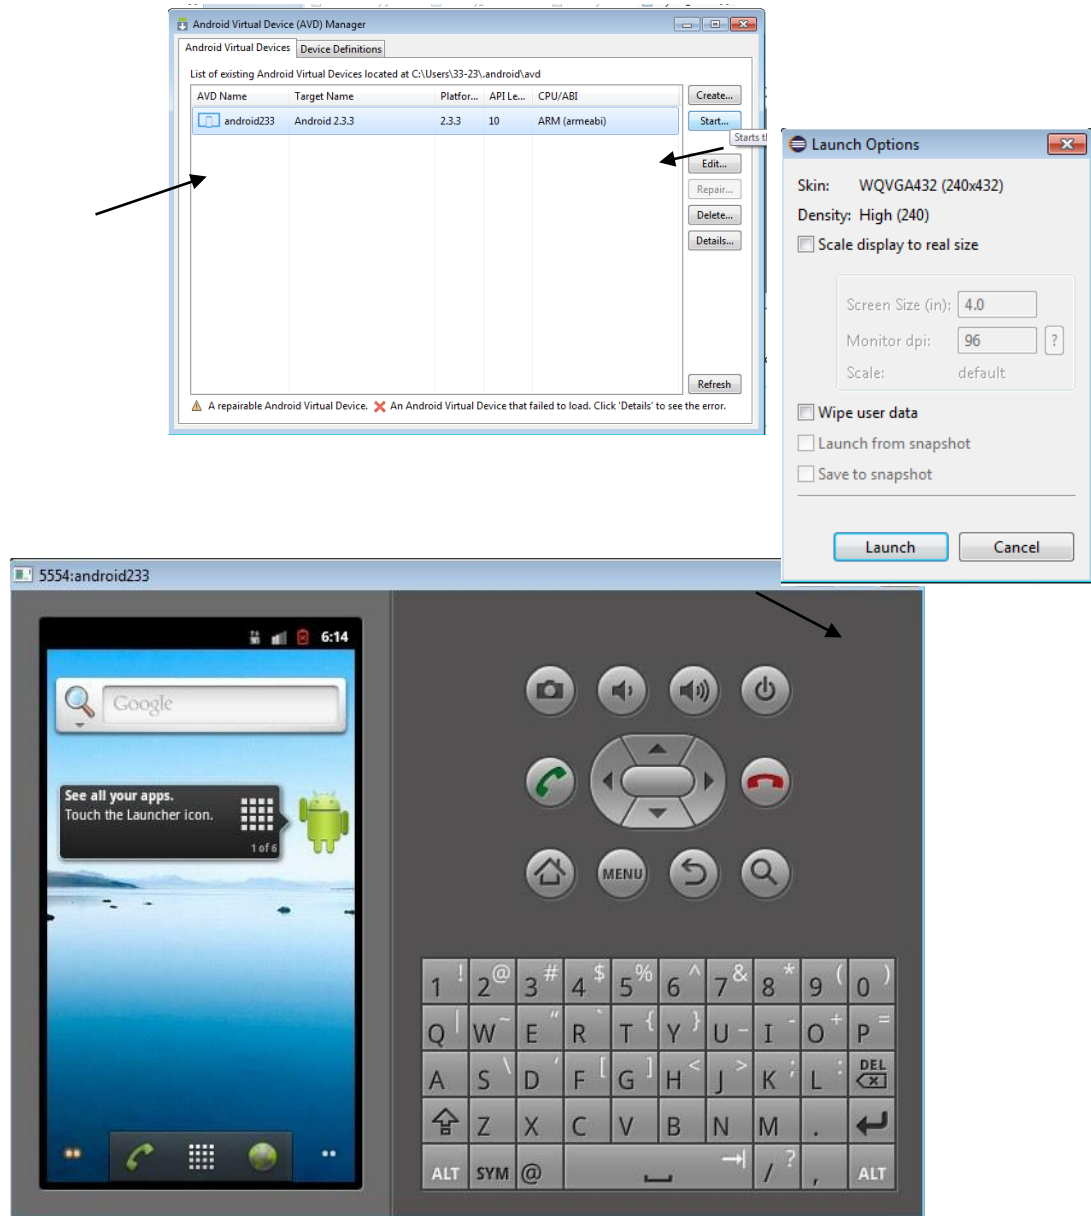 Android Virtual Device (AVD) Manager
Android Virtual Devices Device Definitions
List of existing Android Virtual Devices located at C:\Users\33-23\.android\avd
AVD Name Target Name Platfor... API Le... CPU/ABI
android233 Android 2.3.3 2.3.3 10 ARM (armeabi)
Create...
Start...
Starts t
Edit...
Repair...
Delete...
Details...
Refresh
A repairable Android Virtual Device. An Android Virtual Device that failed to load. Click 'Details' to see the error.
Launch Options
Skin: WQVGA432 (240x432)
Density: High (240)
Scale display to real size
Screen Size (in): 4.0
Monitor dpi: 96 ?
Scale: default
Wipe user data
Launch from snapshot
Save to snapshot
Launch Cancel
5554:android233
6:14
Google
See all your apps.
Touch the Launcher icon.
1 of 6
MENU
1 ! 2 @ 3 # 4 $ 5 % 6 ^ 7 & 8 * 9 ( 0 )
Q | W ~ E " R ` T { Y } U - I - O + P =
A S \ D ' F [ G ] H < J > K ; L : DEL
Z X C V B N M .
ALT SYM @ / ? , ALT